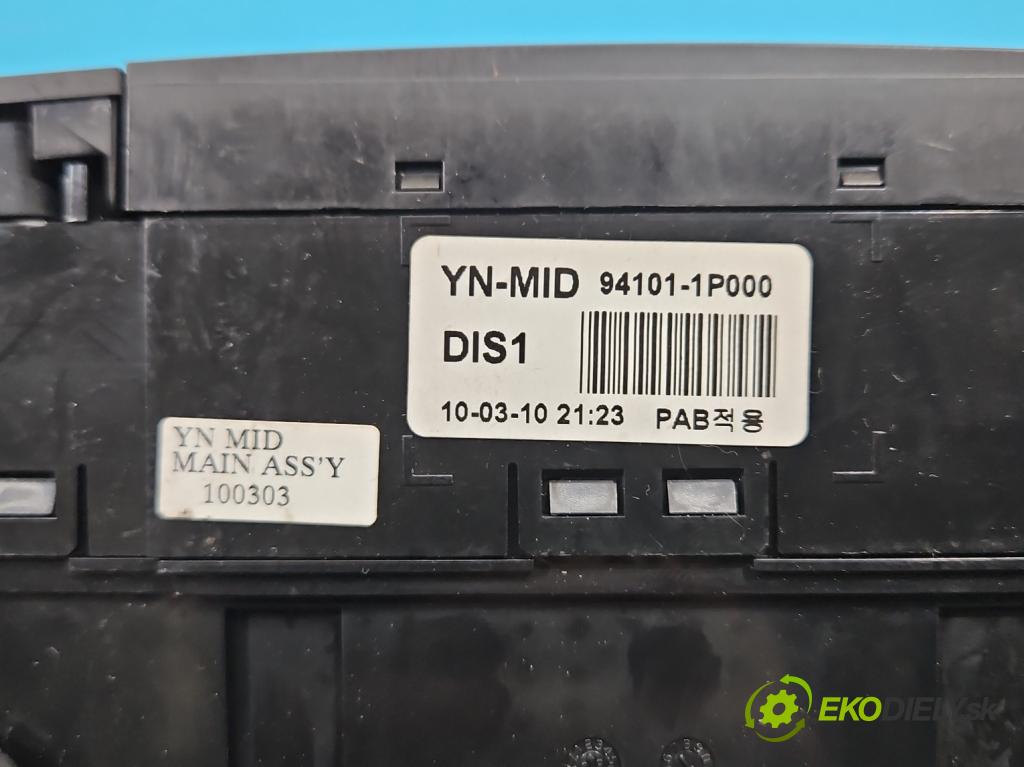 YN-MID 94101-1P000
DIS1
10-03-10 21:23 PAB적용
YN MID
MAIN ASS'Y
100303
EKODIELY.sk